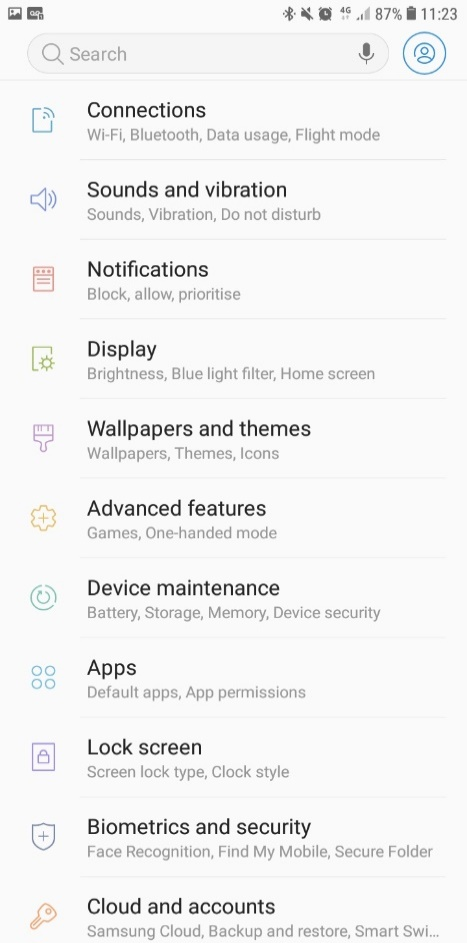 4G 87% 11:23
Search
Connections
Wi-Fi, Bluetooth, Data usage, Flight mode
Sounds and vibration
Sounds, Vibration, Do not disturb
Notifications
Block, allow, prioritise
Display
Brightness, Blue light filter, Home screen
Wallpapers and themes
Wallpapers, Themes, Icons
Advanced features
Games, One-handed mode
Device maintenance
Battery, Storage, Memory, Device security
Apps
Default apps, App permissions
Lock screen
Screen lock type, Clock style
Biometrics and security
Face Recognition, Find My Mobile, Secure Folder
Cloud and accounts
Samsung Cloud, Backup and restore, Smart Swi...